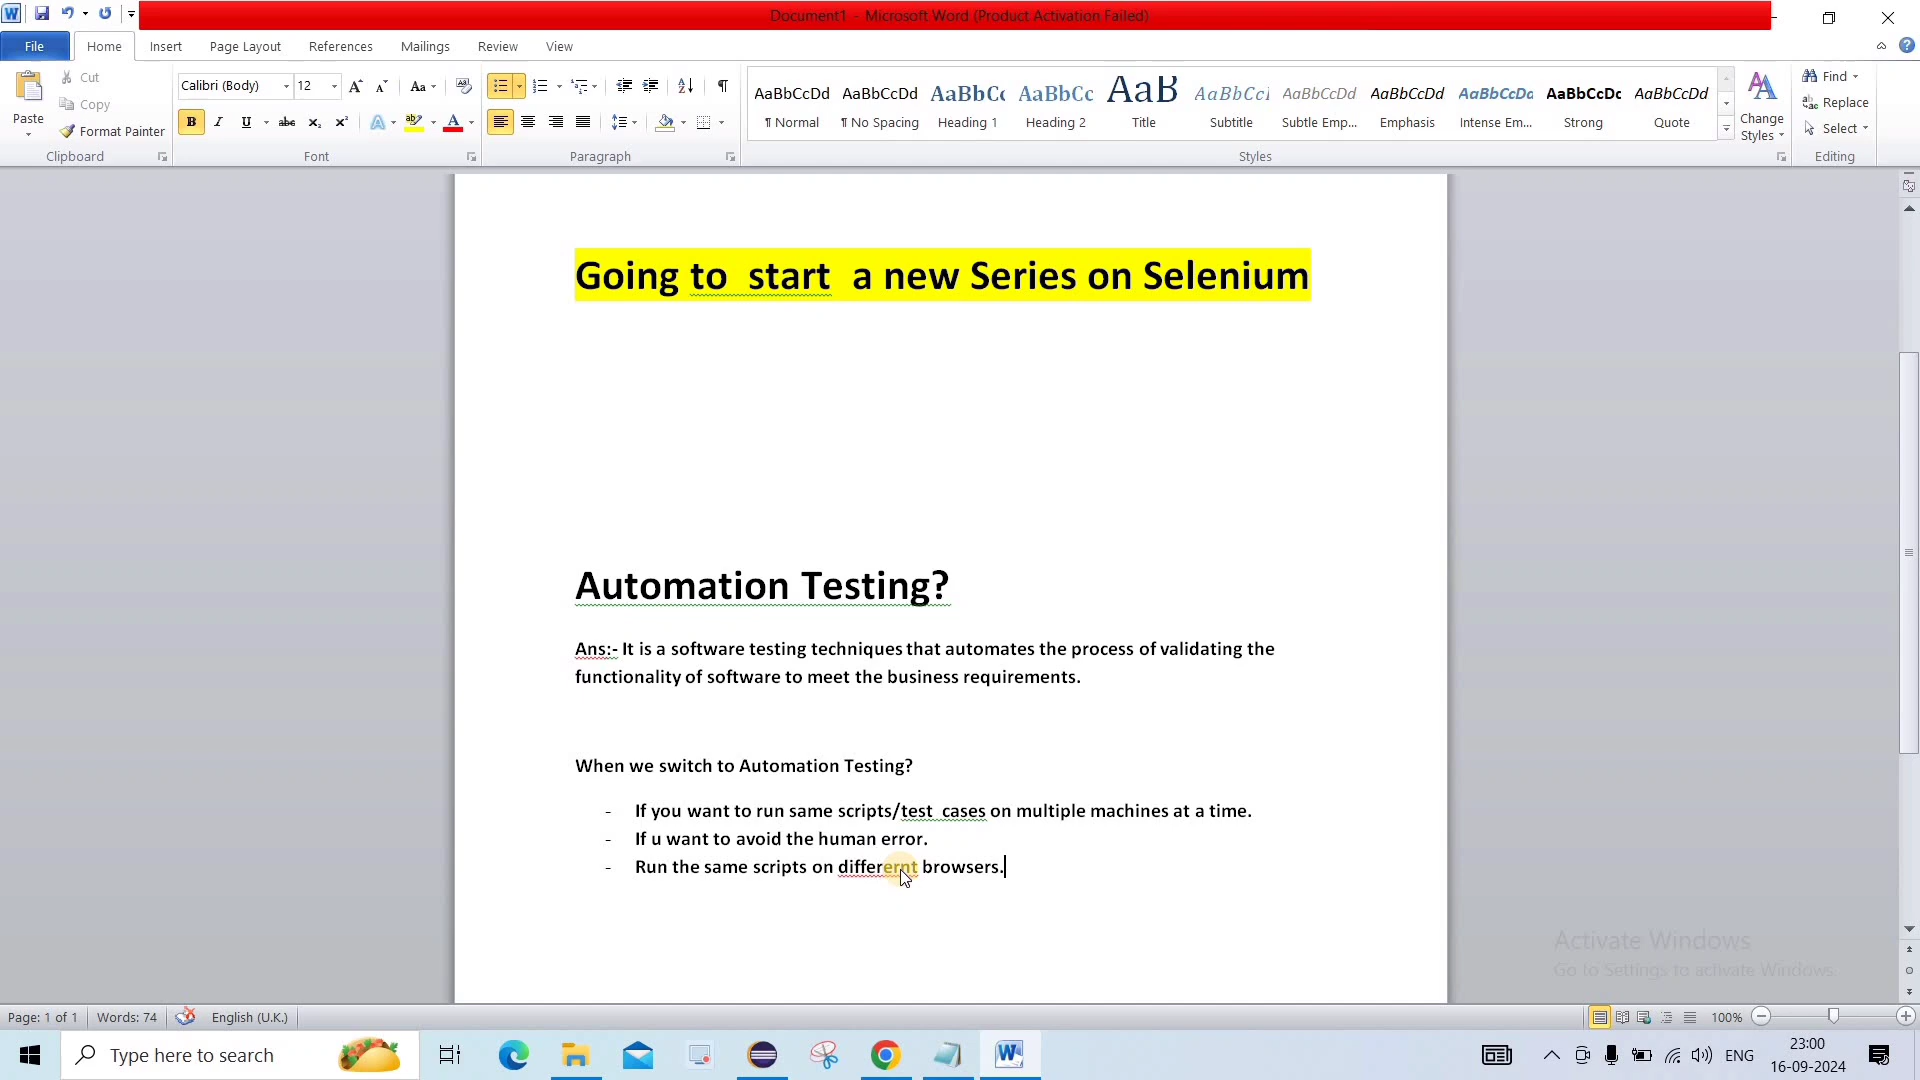 Document1 - Microsoft Word (Product Activation Failed)
File Home Insert Page Layout References Mailings Review View
Paste Cut Copy Format Painter Clipboard
Calibri (Body) 12 Font
Paragraph
AaBbCcDd AaBbCcDd AaBbCc AaBbCc AaB AaBbCcl AaBbCcDd AaBbCcDd AaBbCcDd AaBbCcDc AaBbCcDd
¶ Normal ¶ No Spacing Heading 1 Heading 2 Title Subtitle Subtle Emp... Emphasis Intense Em... Strong Quote
Styles
Change Styles
Find
Replace
Select
Editing
Going to  start  a new Series on Selenium
Automation Testing?
Ans:- It is a software testing techniques that automates the process of validating the
functionality of software to meet the business requirements.
When we switch to Automation Testing?
- If you want to run same scripts/test  cases on multiple machines at a time.
- If u want to avoid the human error.
- Run the same scripts on differernt browsers.
Activate Windows
Go to Settings to activate Windows.
Page: 1 of 1 Words: 74 English (U.K.) 100%
Type here to search ENG 23:00
16-09-2024